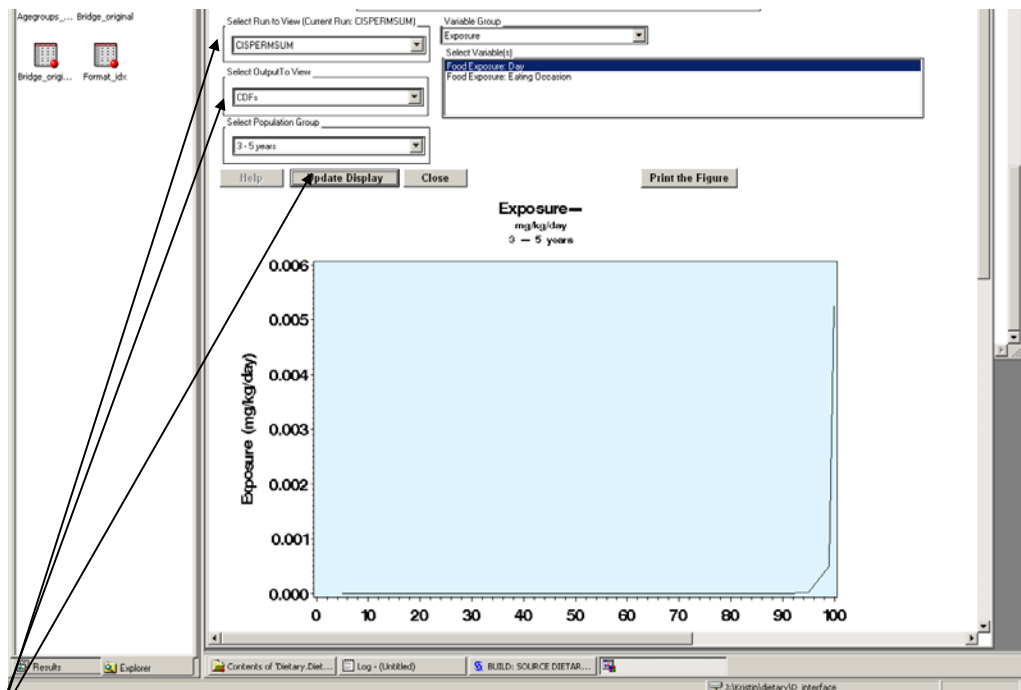 Agegroups_... Bridge_original
Bridge_origi... Format_idx
Select Run to View (Current Run: CISPERMSUM)
CISPERMSUM
Select OutputTo View
CDFs
Select Population Group
3 - 5 years
Variable Group
Exposure
Select Variable(s)
Food Exposure: Day
Food Exposure: Eating Occasion
Help Update Display Close Print the Figure
Exposure—
mg/kg/day
3 — 5 years
Exposure (mg/kg/day)
0.006
0.005
0.004
0.003
0.002
0.001
0.000
0 10 20 30 40 50 60 70 80 90 100
Results Explorer Contents of 'Dietary.Diet... Log - (Untitled) BUILD: SOURCE DIETAR...
J:\Kristin\dietary\D_interface